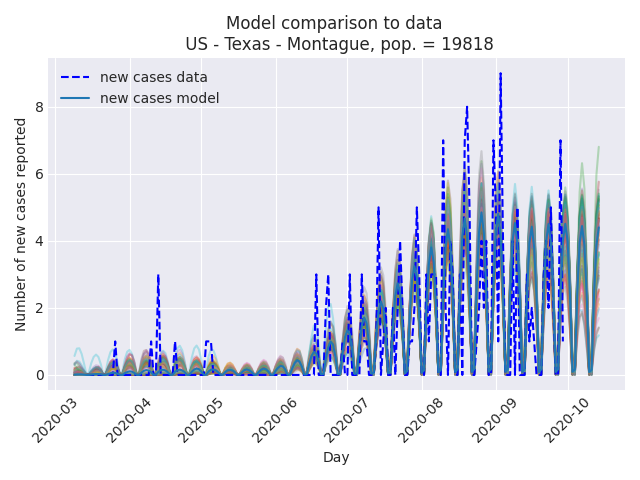 Model comparison to data
US - Texas - Montague, pop. = 19818
new cases data
new cases model
Number of new cases reported
8
6
4
2
0
2020-03
2020-04
2020-05
2020-06
2020-07
2020-08
2020-09
2020-10
Day